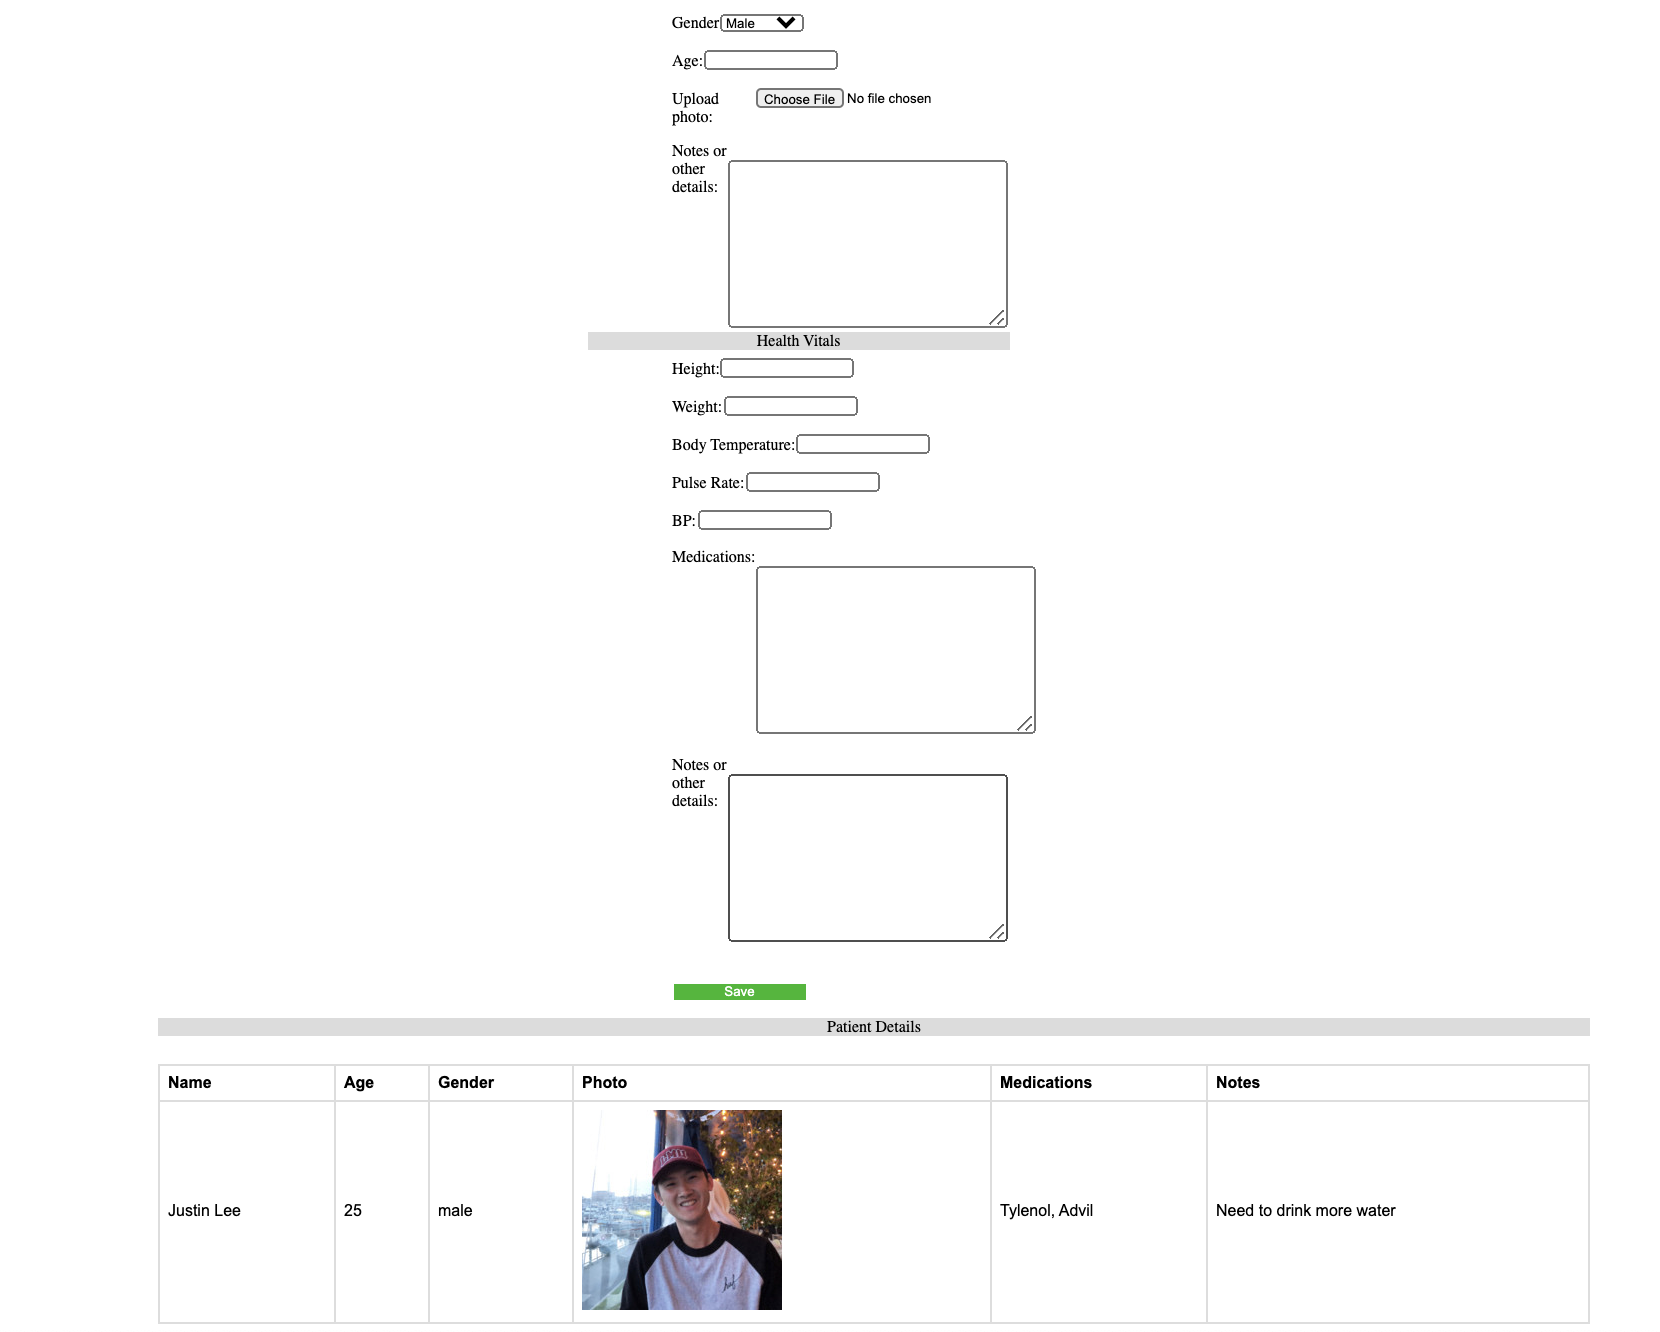 Gender Male
Age:
Upload photo: Choose File No file chosen
Notes or other details:
Health Vitals
Height:
Weight:
Body Temperature:
Pulse Rate:
BP:
Medications:
Notes or other details:
Save
Patient Details
Name Age Gender Photo Medications Notes
Justin Lee 25 male Tylenol, Advil Need to drink more water
LMU
huf